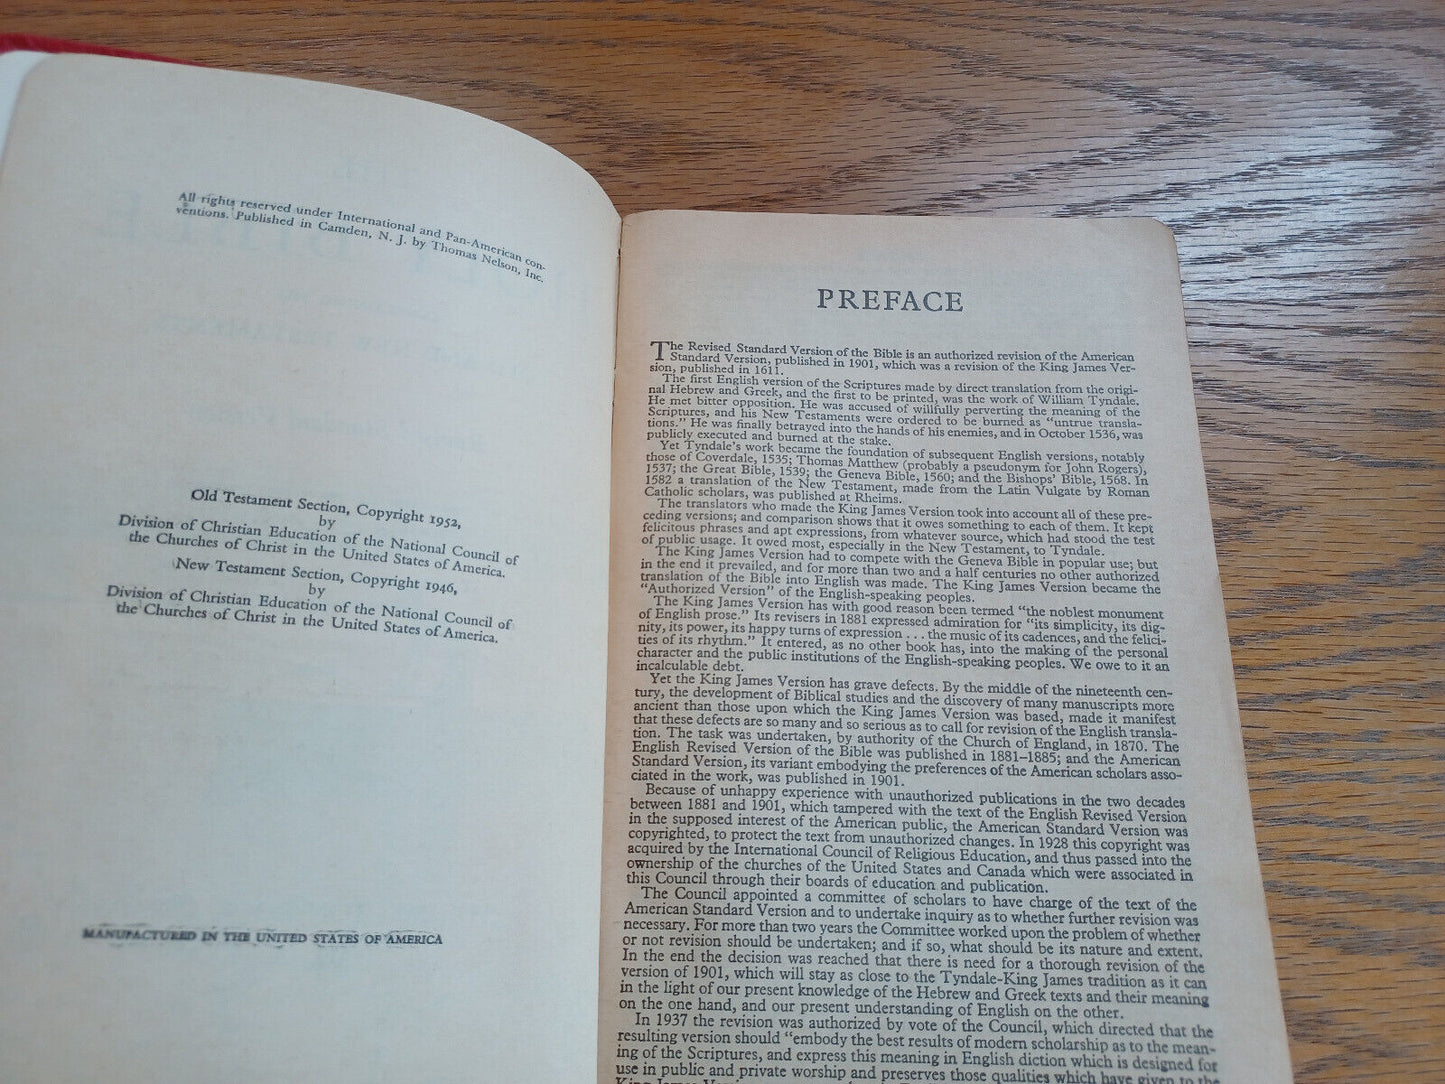 All rights reserved under International and Pan-American con-
ventions. Published in Camden, N. J. by Thomas Nelson, Inc.
Old Testament Section, Copyright 1952,
by
Division of Christian Education of the National Council of
the Churches of Christ in the United States of America.
New Testament Section, Copyright 1946,
by
Division of Christian Education of the National Council of
the Churches of Christ in the United States of America.
MANUFACTURED IN THE UNITED STATES OF AMERICA
PREFACE
The Revised Standard Version of the Bible is an authorized revision of the American
Standard Version, published in 1901, which was a revision of the King James Ver-
sion, published in 1611.
The first English version of the Scriptures made by direct translation from the origi-
nal Hebrew and Greek, and the first to be printed, was the work of William Tyndale.
He met bitter opposition. He was accused of willfully perverting the meaning of the
Scriptures, and his New Testaments were ordered to be burned as "untrue transla-
tions." He was finally betrayed into the hands of his enemies, and in October 1536, was
publicly executed and burned at the stake.
Yet Tyndale's work became the foundation of subsequent English versions, notably
those of Coverdale, 1535; Thomas Matthew (probably a pseudonym for John Rogers),
1537; the Great Bible, 1539; the Geneva Bible, 1560; and the Bishops' Bible, 1568. In
1582 a translation of the New Testament, made from the Latin Vulgate by Roman
Catholic scholars, was published at Rheims.
The translators who made the King James Version took into account all of these pre-
ceding versions; and comparison shows that it owes something to each of them. It kept
felicitous phrases and apt expressions, from whatever source, which had stood the test
of public usage. It owed most, especially in the New Testament, to Tyndale.
The King James Version had to compete with the Geneva Bible in popular use; but
in the end it prevailed, and for more than two and a half centuries no other authorized
translation of the Bible into English was made. The King James Version became the
"Authorized Version" of the English-speaking peoples.
The King James Version has with good reason been termed "the noblest monument
of English prose." Its revisers in 1881 expressed admiration for "its simplicity, its dig-
nity, its power, its happy turns of expression . . . the music of its cadences, and the felici-
ties of its rhythm." It entered, as no other book has, into the making of the personal
character and the public institutions of the English-speaking peoples. We owe to it an
incalculable debt.
Yet the King James Version has grave defects. By the middle of the nineteenth cen-
tury, the development of Biblical studies and the discovery of many manuscripts more
ancient than those upon which the King James Version was based, made it manifest
that these defects are so many and so serious as to call for revision of the English transla-
tion. The task was undertaken, by authority of the Church of England, in 1870. The
English Revised Version of the Bible was published in 1881–1885; and the American
Standard Version, its variant embodying the preferences of the American scholars asso-
ciated in the work, was published in 1901.
Because of unhappy experience with unauthorized publications in the two decades
between 1881 and 1901, which tampered with the text of the English Revised Version
in the supposed interest of the American public, the American Standard Version was
copyrighted, to protect the text from unauthorized changes. In 1928 this copyright was
acquired by the International Council of Religious Education, and thus passed into the
ownership of the churches of the United States and Canada which were associated in
this Council through their boards of education and publication.
The Council appointed a committee of scholars to have charge of the text of the
American Standard Version and to undertake inquiry as to whether further revision was
necessary. For more than two years the Committee worked upon the problem of whether
or not revision should be undertaken; and if so, what should be its nature and extent.
In the end the decision was reached that there is need for a thorough revision of the
version of 1901, which will stay as close to the Tyndale-King James tradition as it can
in the light of our present knowledge of the Hebrew and Greek texts and their meaning
on the one hand, and our present understanding of English on the other.
In 1937 the revision was authorized by vote of the Council, which directed that the
resulting version should "embody the best results of modern scholarship as to the mean-
ing of the Scriptures, and express this meaning in English diction which is designed for
use in public and private worship and preserves those qualities which have given to the
King James Version